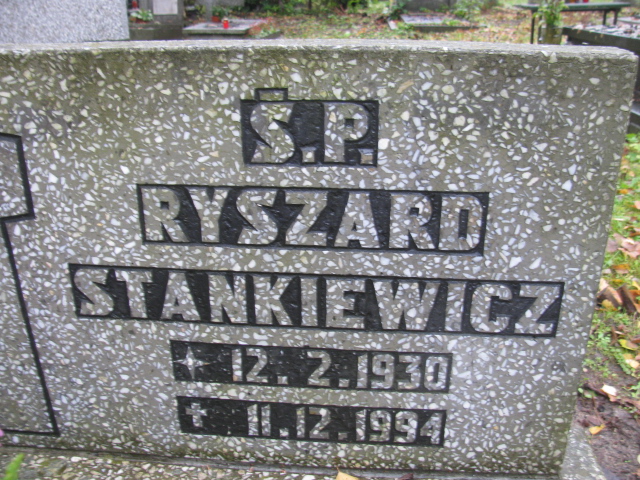 Ś.P.
RYSZARD
STANKIEWICZ
12.2.1930
✝ 11.12.1994